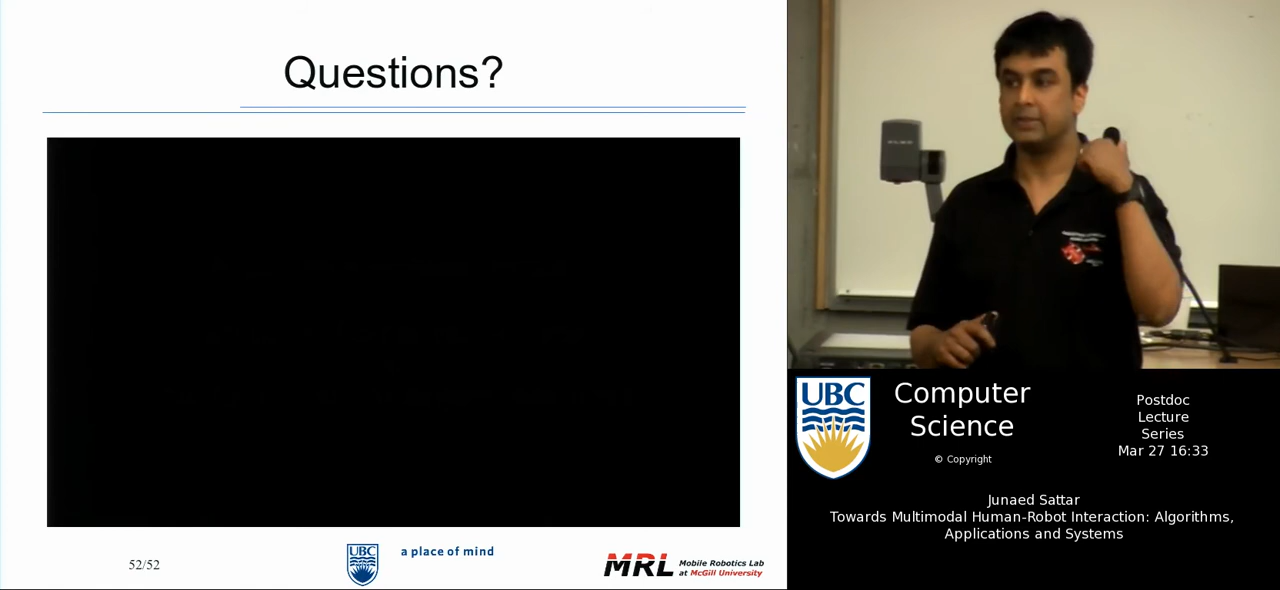 Questions?
52/52
UBC
a place of mind
MRL Mobile Robotics Lab
at McGill University
UBC
Computer
Science
© Copyright
Postdoc
Lecture
Series
Mar 27 16:33
Junaed Sattar
Towards Multimodal Human-Robot Interaction: Algorithms,
Applications and Systems